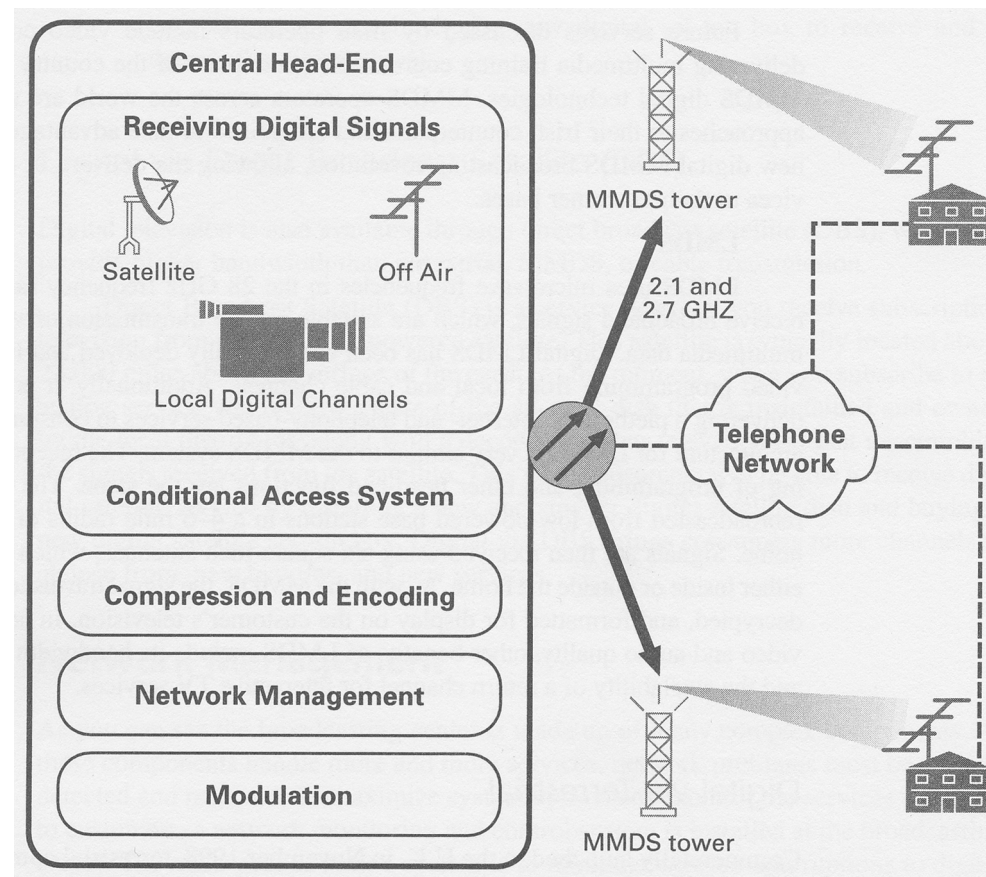 Central Head-End
Receiving Digital Signals
Satellite
Off Air
Local Digital Channels
Conditional Access System
Compression and Encoding
Network Management
Modulation
MMDS tower
2.1 and
2.7 GHZ
Telephone
Network
MMDS tower